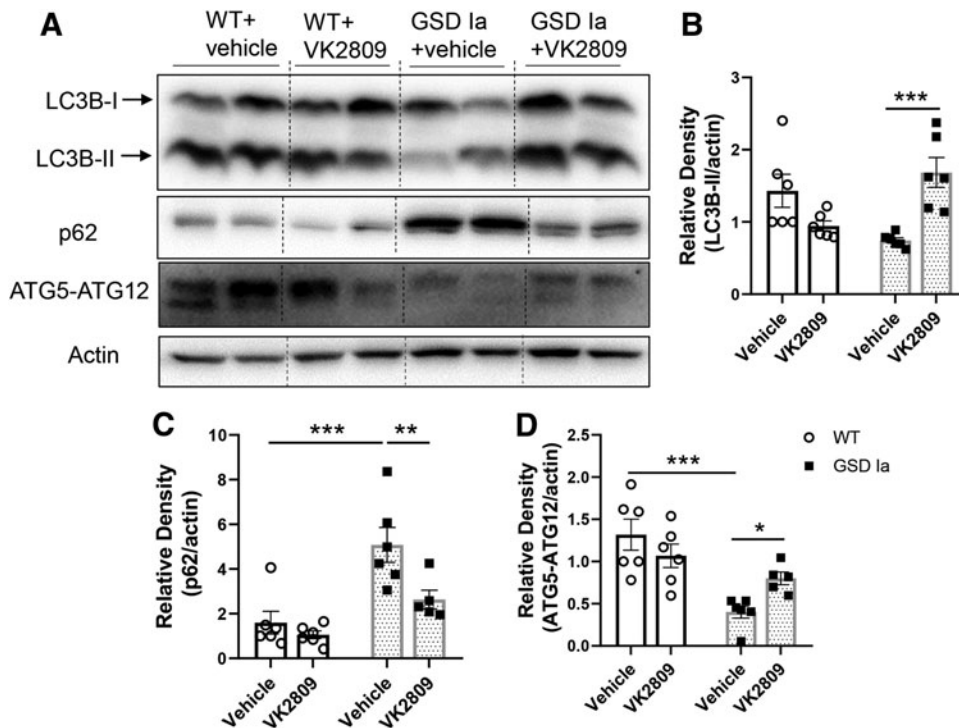 A
WT+
vehicle
WT+
VK2809
GSD Ia
+vehicle
GSD Ia
+VK2809
LC3B-I
LC3B-II
p62
ATG5-ATG12
Actin
B
Relative Density
(LC3B-II/actin)
3
2
1
0
***
Vehicle
VK2809
Vehicle
VK2809
C
Relative Density
(p62/actin)
10
8
6
4
2
0
***
**
Vehicle
VK2809
Vehicle
VK2809
D
Relative Density
(ATG5-ATG12/actin)
2.5
2.0
1.5
1.0
0.5
0.0
***
*
WT
GSD Ia
Vehicle
VK2809
Vehicle
VK2809